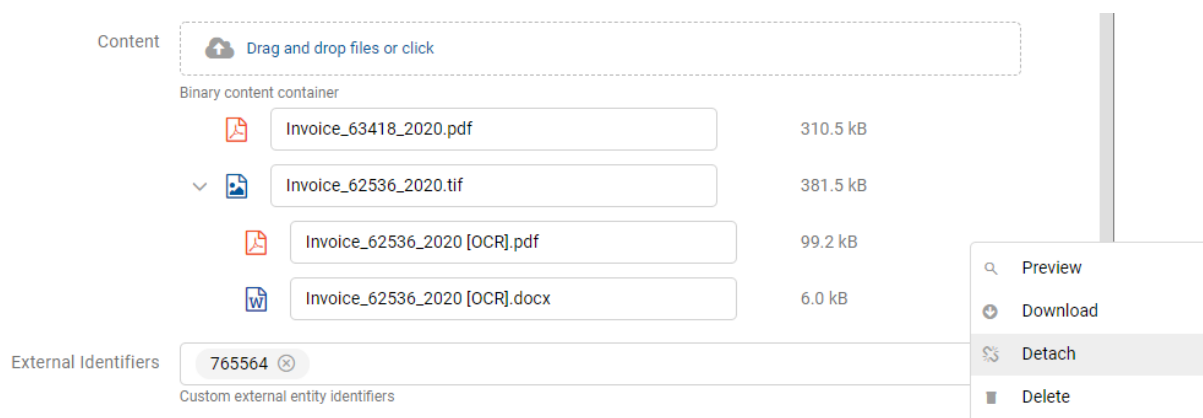 Content
Drag and drop files or click
Binary content container
Invoice_63418_2020.pdf 310.5 kB
Invoice_62536_2020.tif 381.5 kB
Invoice_62536_2020 [OCR].pdf 99.2 kB
Invoice_62536_2020 [OCR].docx 6.0 kB
Preview
Download
Detach
Delete
External Identifiers 765564
Custom external entity identifiers